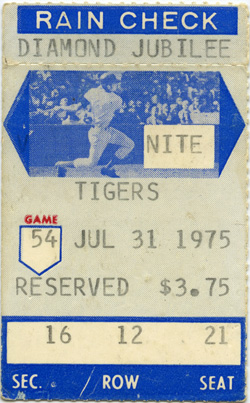 RAIN CHECK
DIAMOND JUBILEE
NITE
TIGERS
GAME
54 JUL 31 1975
RESERVED $3.75
16 12 21
SEC. / ROW SEAT